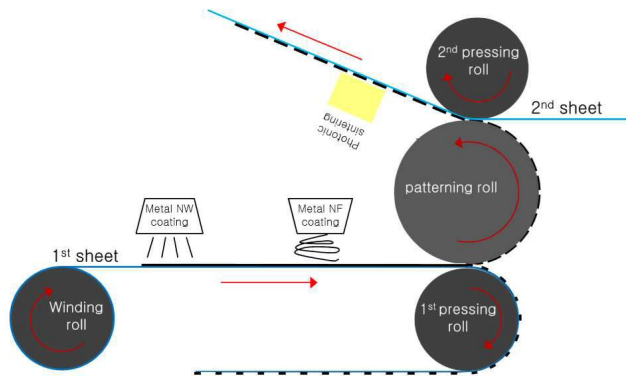 2nd pressing
roll
2nd sheet
Photonic
sintering
patterning roll
Metal NW
coating
Metal NF
coating
1st sheet
Winding
roll
1st pressing
roll